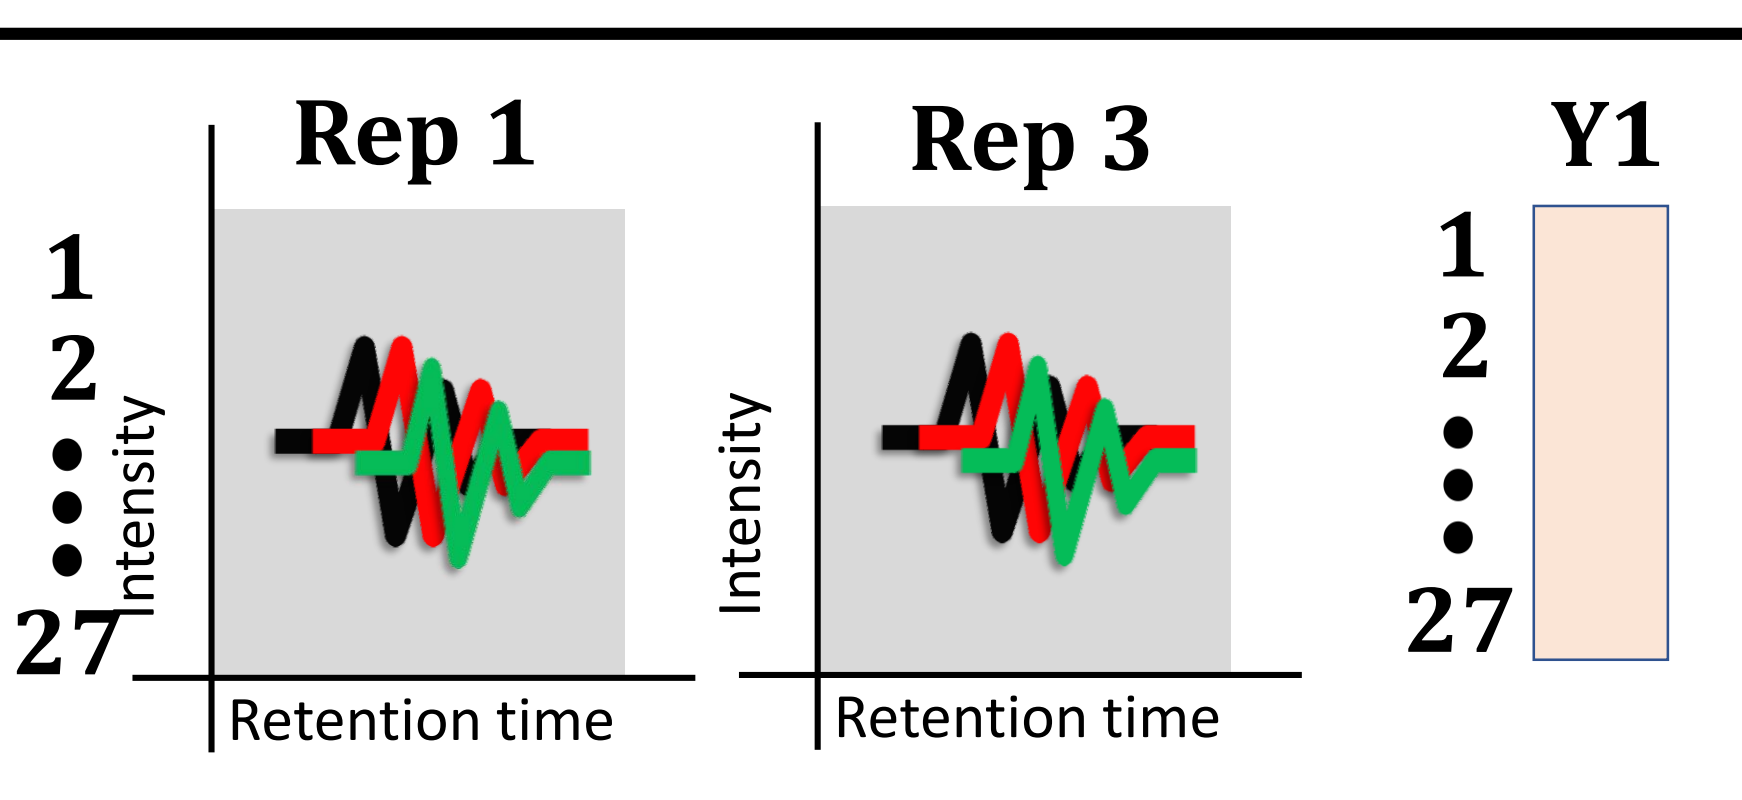 Rep 1
Rep 3
Y1
1
2
27
Intensity
Retention time
Intensity
Retention time
1
2
27